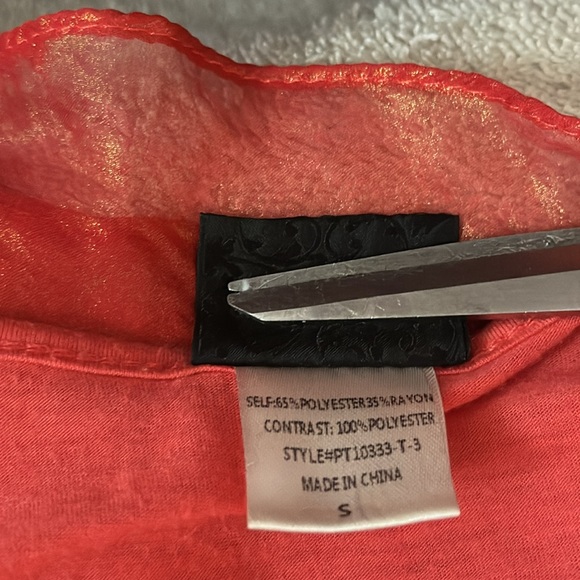 SELF:65%POLYESTER35%RAYON
CONTRAST: 100%POLYESTER
STYLE#PT10333-T-3
MADE IN CHINA
S